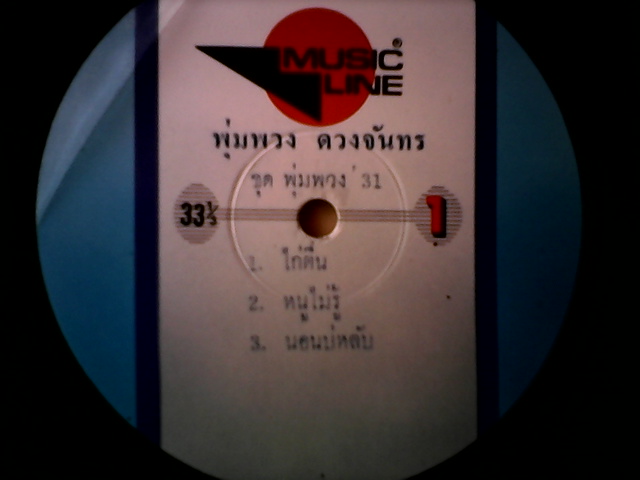 MUSIC®
LINE
พุ่มพวง ดวงจันทร
ชุด พุ่มพวง '31
33⅓
1
1. ไก่ตื่น
2. หนูไม่รู้
3. นอนบ่หลับ